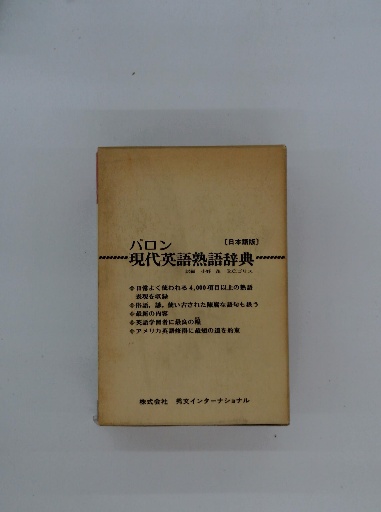 バロン
[日本語版]
現代英語熟語辞典
小野
❖日常よく使われる4,000項目以上の熟語
表現を収録
❖俗語、諺、使い古された陳腐な語句も扱う
❖最新の内容
❖英語学習者に最良の
❖アメリカ英語修得に最短の道を約束
株式会社 秀文インターナショナル